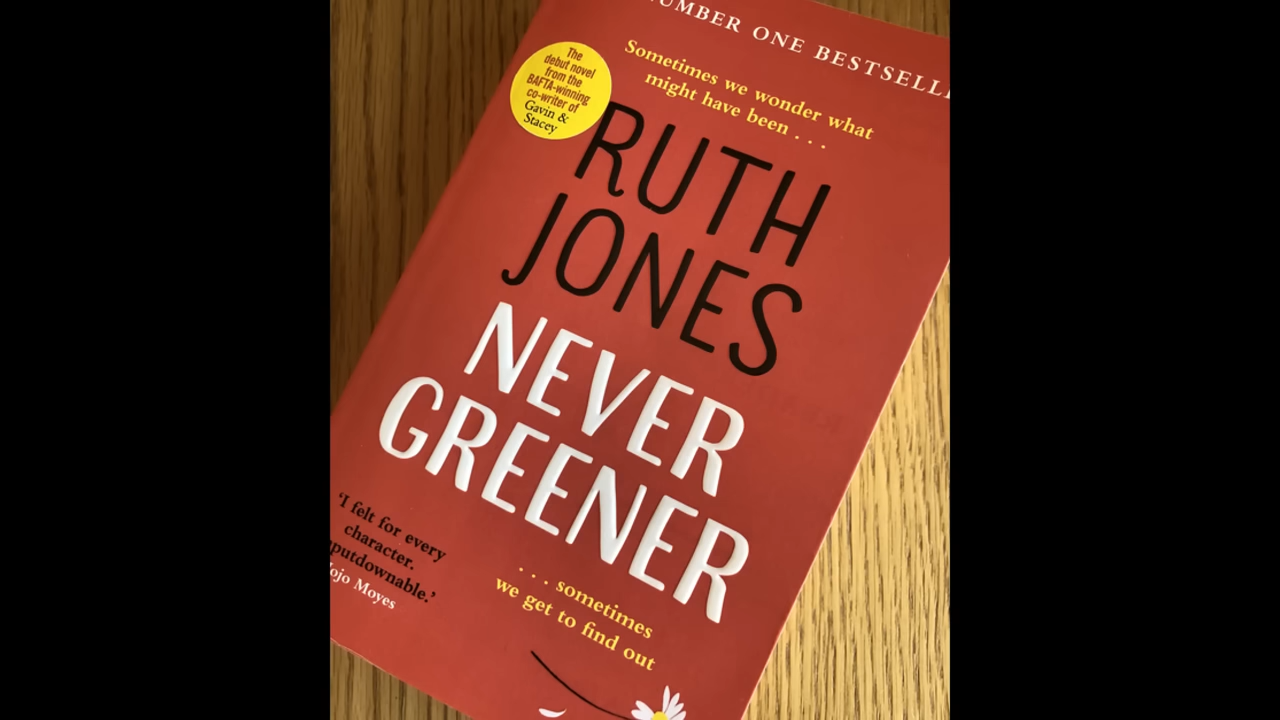 NUMBER ONE BESTSELL
Sometimes we wonder what
might have been . . .
The
debut novel
from the
BAFTA-winning
co-writer of
Gavin &
Stacey
RUTH
JONES
NEVER
GREENER
'I felt for every
character.
putdownable.'
Jojo Moyes
. . . sometimes
we get to find out